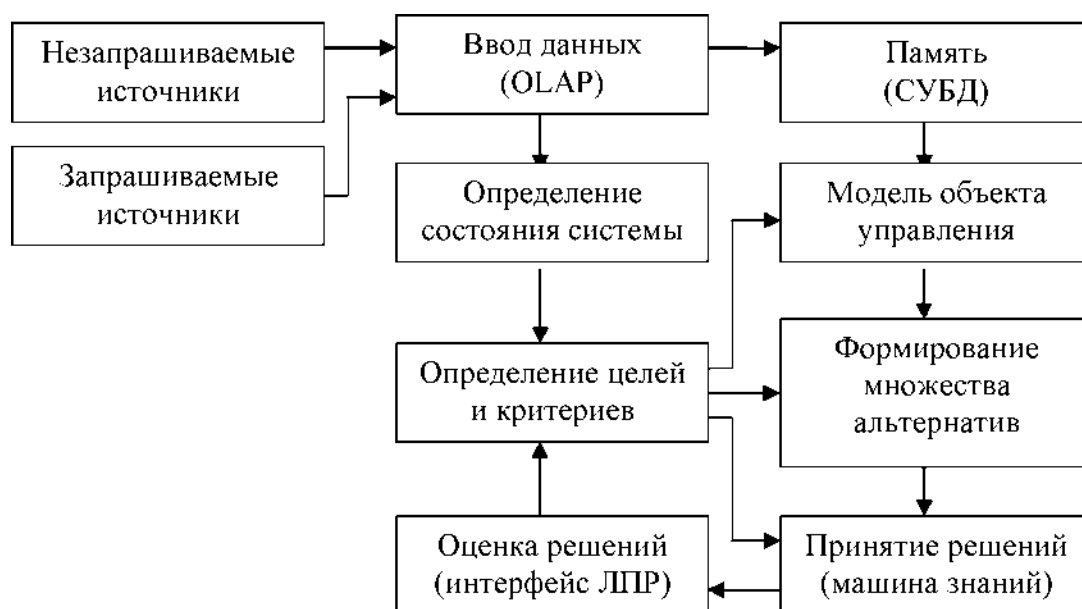 Незапрашиваемые
источники
Ввод данных
(OLAP)
Память
(СУБД)
Запрашиваемые
источники
Определение
состояния системы
Модель объекта
управления
Определение целей
и критериев
Формирование
множества
альтернатив
Оценка решений
(интерфейс ЛПР)
Принятие решений
(машина знаний)